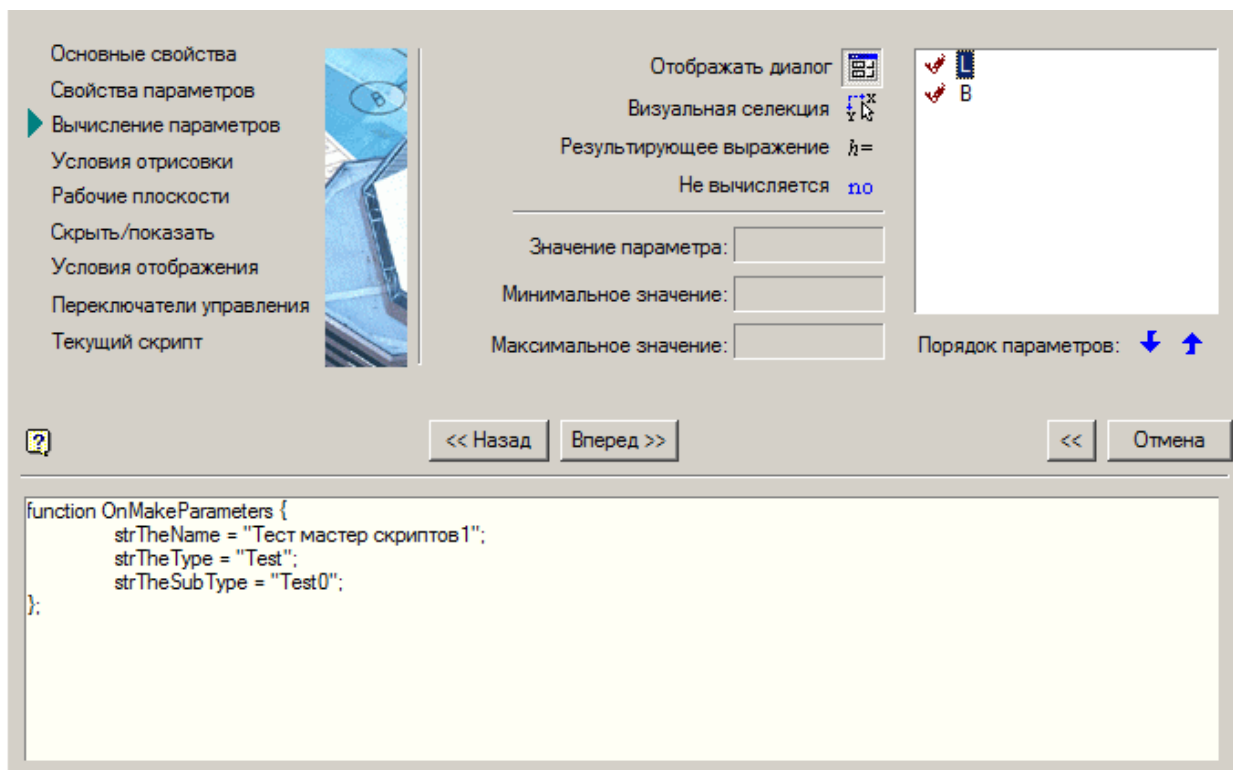 Основные свойства
Свойства параметров
Вычисление параметров
Условия отрисовки
Рабочие плоскости
Скрыть/показать
Условия отображения
Переключатели управления
Текущий скрипт
B
Отображать диалог
Визуальная селекция
Результирующее выражение h=
Не вычисляется no
Значение параметра:
Минимальное значение:
Максимальное значение:
L
B
Порядок параметров:
<< Назад
Вперед >>
<<
Отмена
function OnMakeParameters {
strTheName = "Тест мастер скриптов1";
strTheType = "Test";
strTheSubType = "Test0";
};